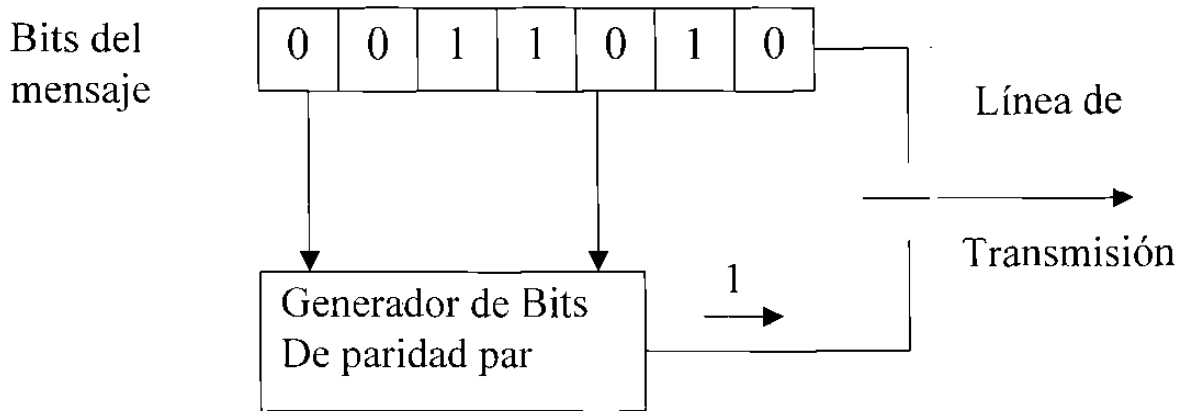 Bits del
mensaje
0 0 1 1 0 1 0
Línea de
Transmisión
1
Generador de Bits
De paridad par